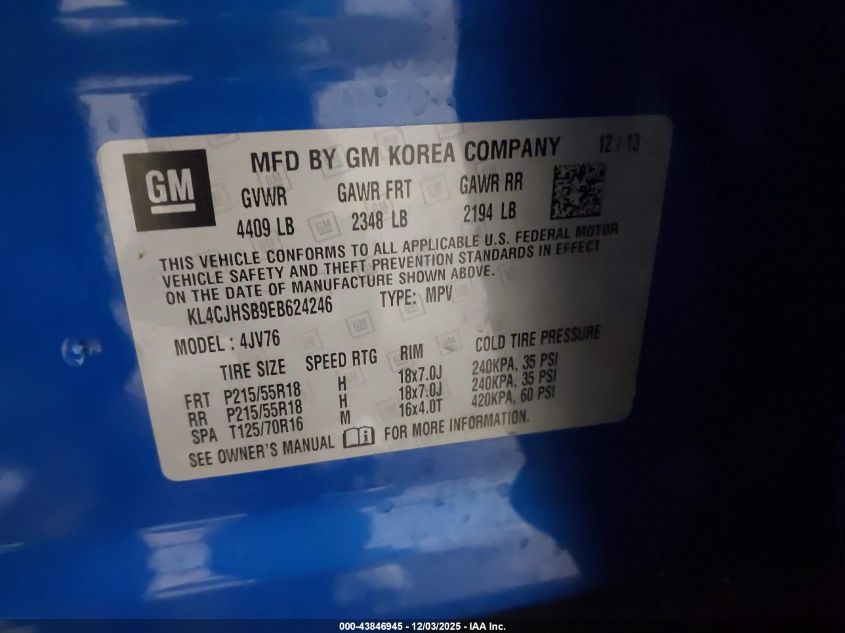 GM
MFD BY GM KOREA COMPANY 12 / 13
GVWR GAWR FRT GAWR RR
4409 LB 2348 LB 2194 LB
THIS VEHICLE CONFORMS TO ALL APPLICABLE U.S. FEDERAL MOTOR
VEHICLE SAFETY AND THEFT PREVENTION STANDARDS IN EFFECT
ON THE DATE OF MANUFACTURE SHOWN ABOVE.
KL4CJHSB9EB624246 TYPE: MPV
MODEL : 4JV76
TIRE SIZE SPEED RTG RIM COLD TIRE PRESSURE
FRT P215/55R18 H 18x7.0J 240KPA, 35 PSI
RR P215/55R18 H 18x7.0J 240KPA, 35 PSI
SPA T125/70R16 M 16x4.0T 420KPA, 60 PSI
SEE OWNER'S MANUAL FOR MORE INFORMATION.
000-43846945 - 12/03/2025 - IAA Inc.